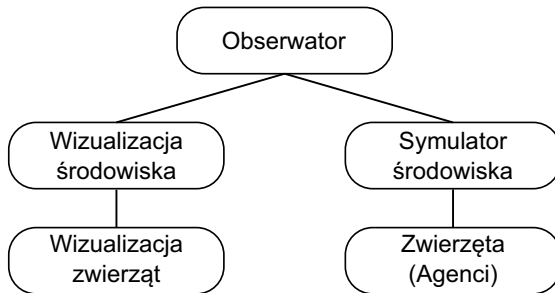 Obserwator
Wizualizacja
środowiska
Symulator
środowiska
Wizualizacja
zwierząt
Zwierzęta
(Agenci)